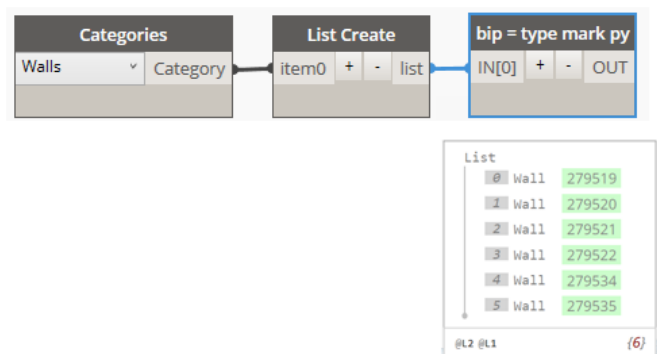 Categories
Walls
Category
List Create
item0 + - list
bip = type mark py
IN[0] + - OUT
List
0 Wall 279519
1 Wall 279520
2 Wall 279521
3 Wall 279522
4 Wall 279534
5 Wall 279535
@L2 @L1 {6}